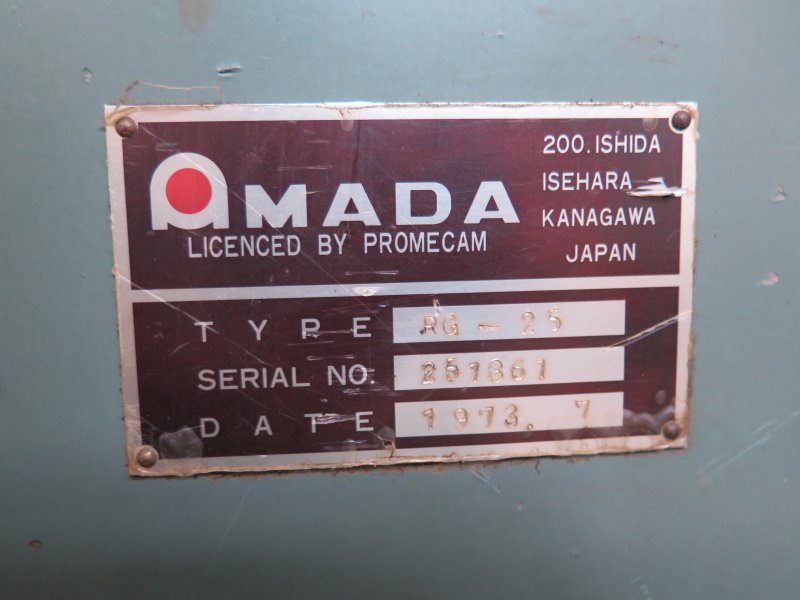 AMADA
LICENCED BY PROMECAM
200.ISHIDA
ISEHARA
KANAGAWA
JAPAN
TYPE RG-25
SERIAL NO. 251861
DATE 1973. 7